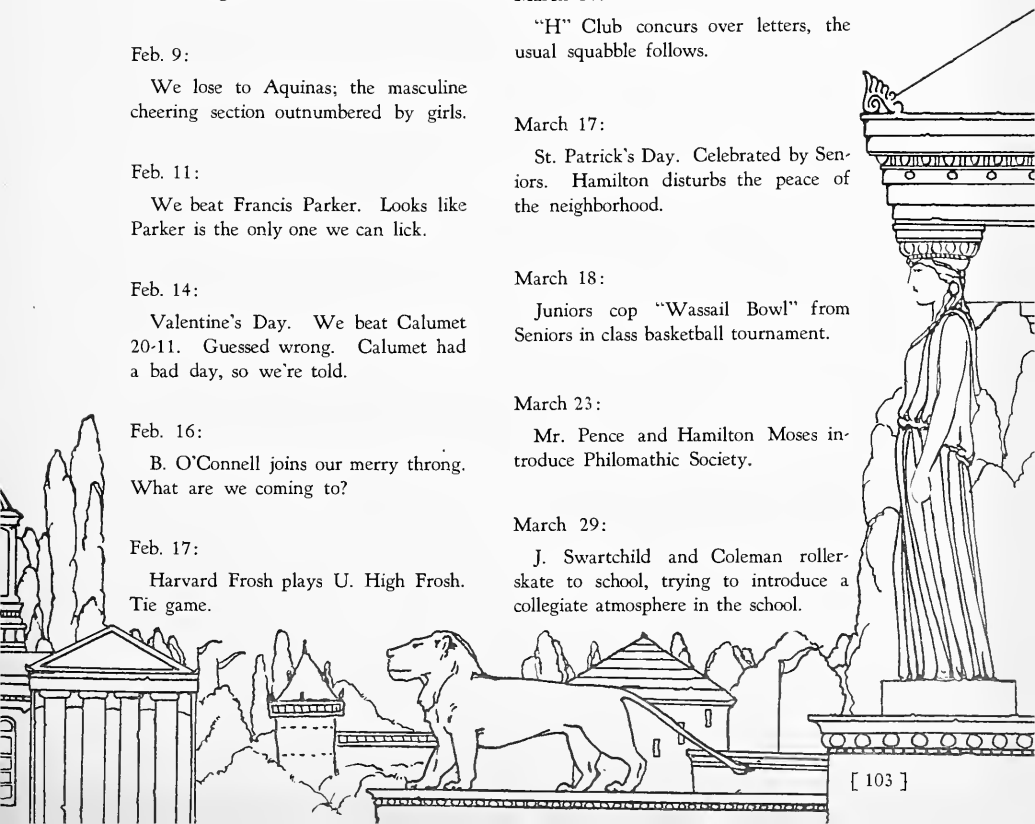 Feb. 9:
We lose to Aquinas; the masculine
cheering section outnumbered by girls.
Feb. 11:
We beat Francis Parker. Looks like
Parker is the only one we can lick.
Feb. 14:
Valentine's Day. We beat Calumet
20-11. Guessed wrong. Calumet had
a bad day, so we're told.
Feb. 16:
B. O'Connell joins our merry throng.
What are we coming to?
Feb. 17:
Harvard Frosh plays U. High Frosh.
Tie game.
"H" Club concurs over letters, the
usual squabble follows.
March 17:
St. Patrick's Day. Celebrated by Sen-
iors. Hamilton disturbs the peace of
the neighborhood.
March 18:
Juniors cop "Wassail Bowl" from
Seniors in class basketball tournament.
March 23:
Mr. Pence and Hamilton Moses in-
troduce Philomathic Society.
March 29:
J. Swartchild and Coleman roller-
skate to school, trying to introduce a
collegiate atmosphere in the school.
[ 103 ]